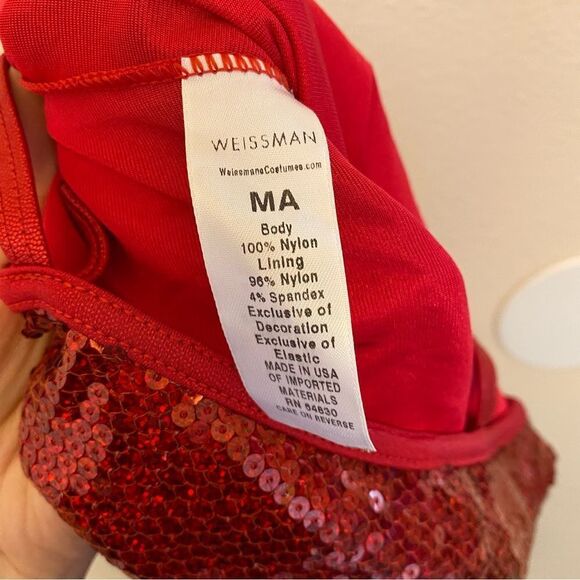 WEISSMAN
WeissmansCostumes.com
MA
Body
100% Nylon
Lining
96% Nylon
4% Spandex
Exclusive of
Decoration
Exclusive of
Elastic
MADE IN USA
OF IMPORTED
MATERIALS
RN 64630
CARE ON REVERSE